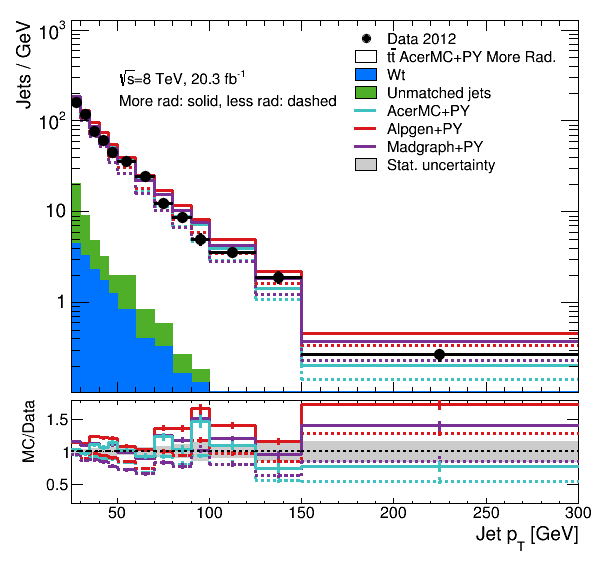 Jets / GeV
10³
10²
10
1
√s=8 TeV, 20.3 fb⁻¹
More rad: solid, less rad: dashed
Data 2012
tt̅ AcerMC+PY More Rad.
Wt
Unmatched jets
AcerMC+PY
Alpgen+PY
Madgraph+PY
Stat. uncertainty
MC/Data
1.5
1
0.5
50 100 150 200 250 300
Jet p_T [GeV]